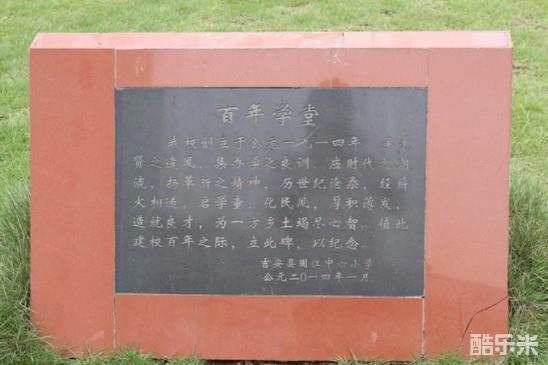 百年学堂
我校创立于公元一九一四年
贤之遗风、集办学之良训、应时代之潮
流、扬革新之精神，历世纪沧桑，经薪
火相递，启学童、化民风，厚积薄发，
造就良才，为一方乡土竭尽心智。值此
建校百年之际，立此碑，以纪念。
吉安县固江中心小学
公元二0一四年一月
酷乐米